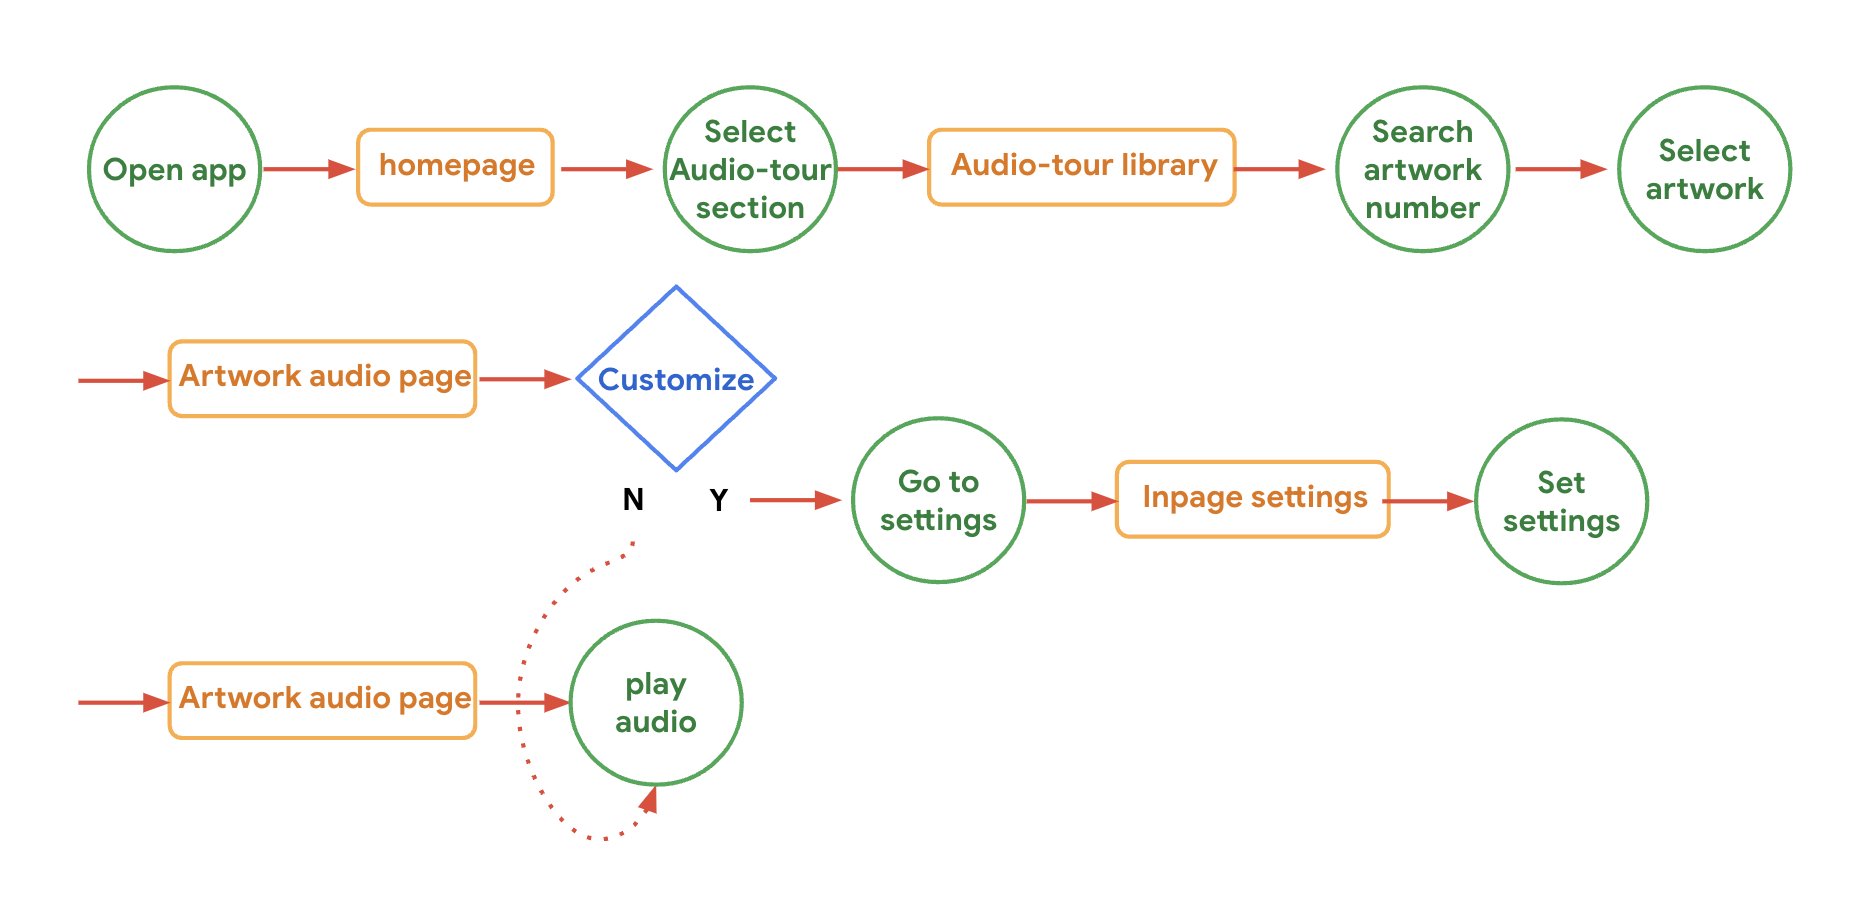 Open app
homepage
Select
Audio-tour
section
Audio-tour library
Search
artwork
number
Select
artwork
Artwork audio page
Customize
N
Y
Go to
settings
Inpage settings
Set
settings
Artwork audio page
play
audio